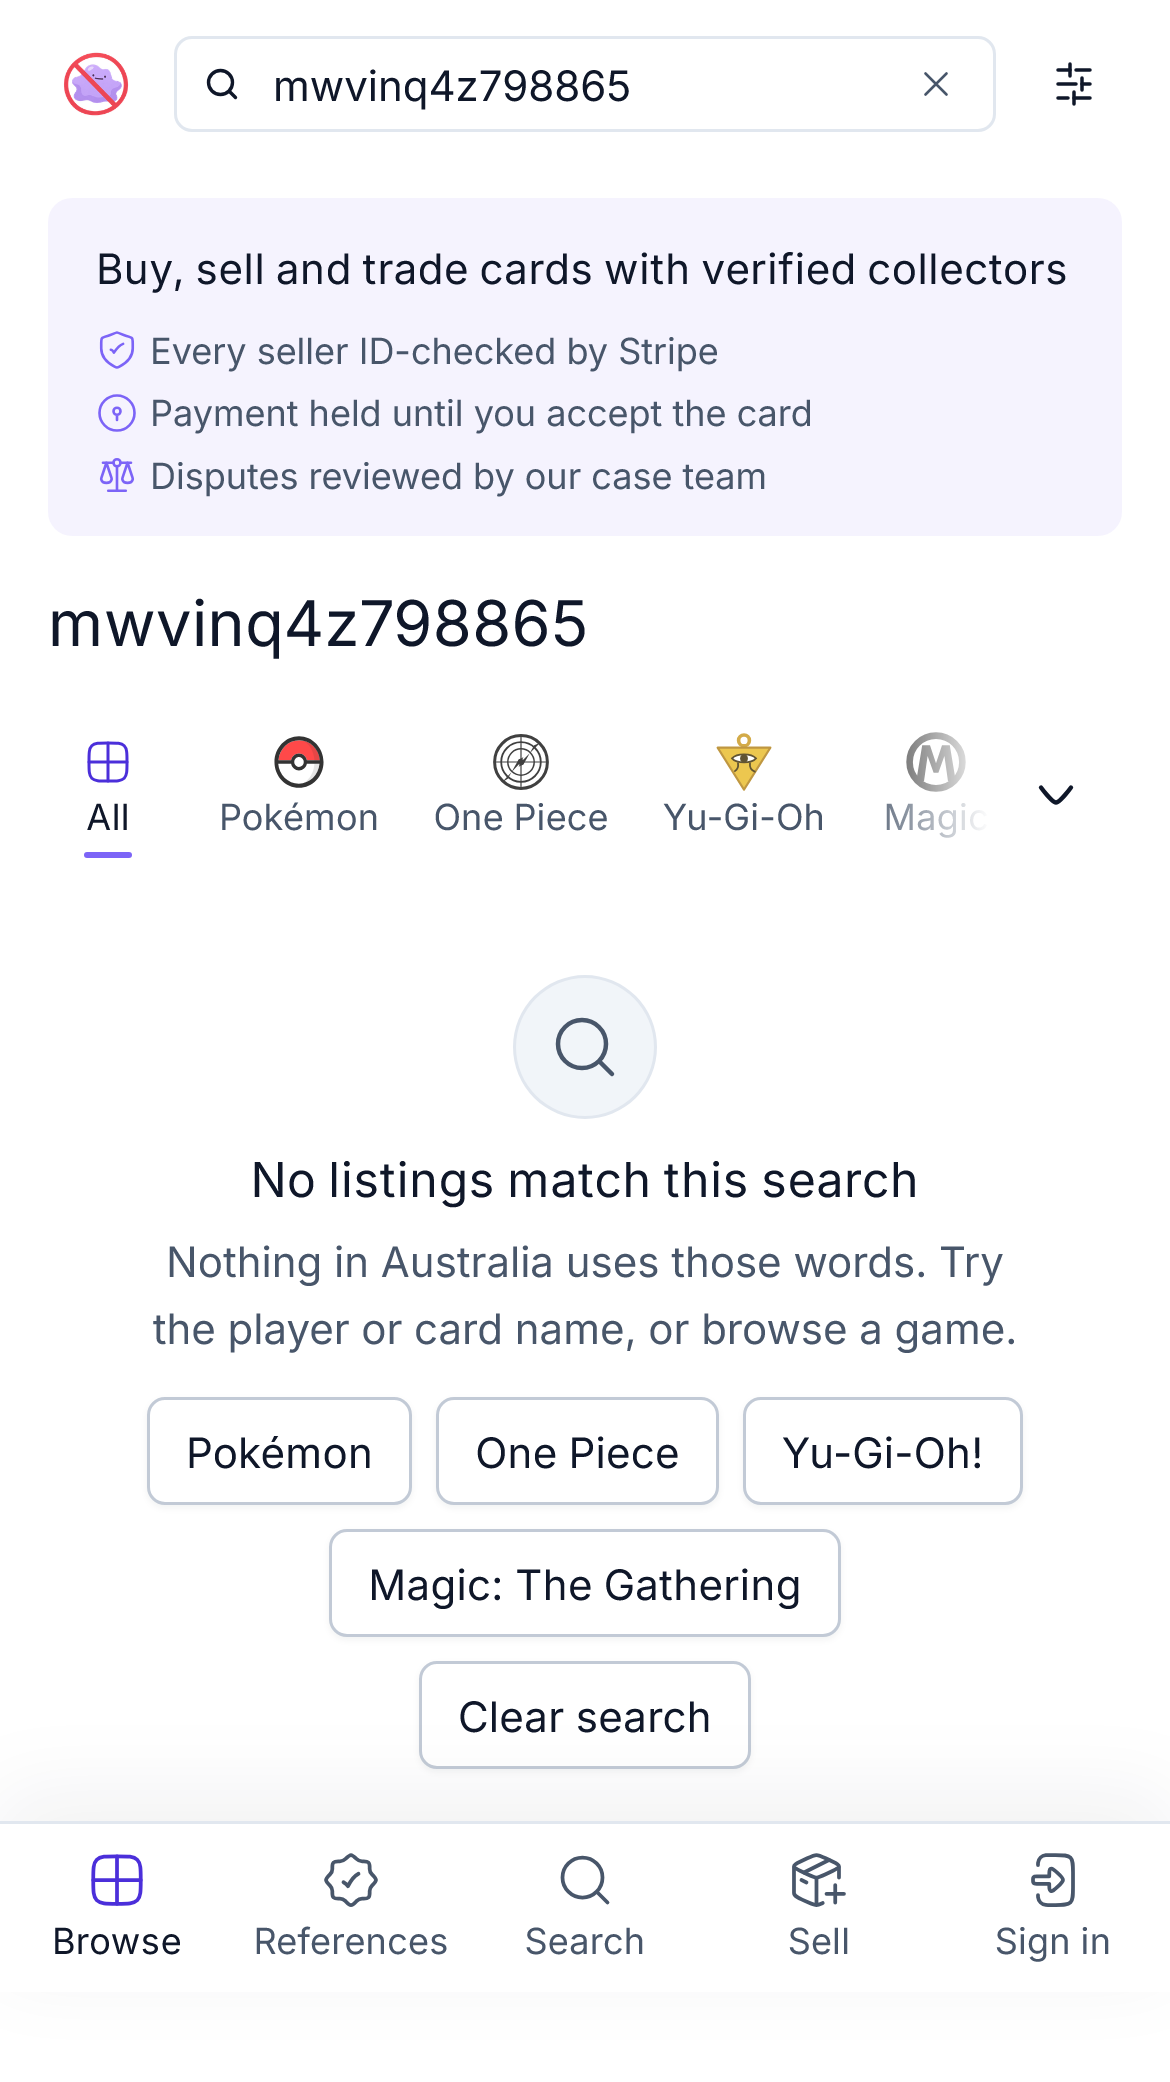 mwvinq4z798865
Buy, sell and trade cards with verified collectors
Every seller ID-checked by Stripe
Payment held until you accept the card
Disputes reviewed by our case team
mwvinq4z798865
All
Pokémon
One Piece
Yu-Gi-Oh
Magic
No listings match this search
Nothing in Australia uses those words. Try
the player or card name, or browse a game.
Pokémon
One Piece
Yu-Gi-Oh!
Magic: The Gathering
Clear search
Browse
References
Search
Sell
Sign in